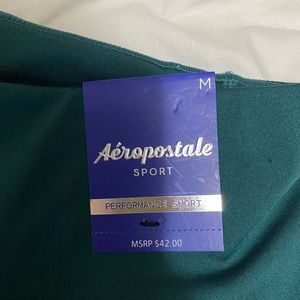 M
Aéropostale
SPORT
PERFORMANCE SHORT
MSRP $42.00